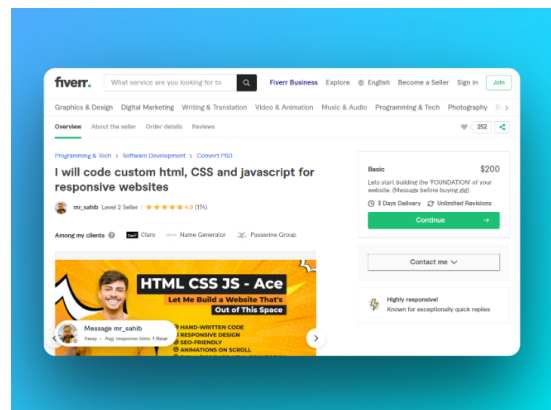 fiverr.
What service are you looking for to
Fiverr Business Explore English Become a Seller Sign In Join
Graphics & Design Digital Marketing Writing & Translation Video & Animation Music & Audio Programming & Tech Photography
Overview About the seller Order details Reviews
252
Programming & Tech > Software Development > Convert PSD
I will code custom html, CSS and javascript for
responsive websites
mr_sahib Level 2 Seller
(174)
Among my clients Claro Name Generator Passerine Group
HTML CSS JS - Ace
Let Me Build a Website That's
Out of This Space
HAND-WRITTEN CODE
RESPONSIVE DESIGN
SEO-FRIENDLY
ANIMATIONS ON SCROLL
Message mr_sahib
Away • Avg. response time: 1 Hour
Basic $200
Lets start building the 'FOUNDATION' of your
website. (Message before buying gig)
3 Days Delivery Unlimited Revisions
Continue
Contact me
Highly responsive!
Known for exceptionally quick replies